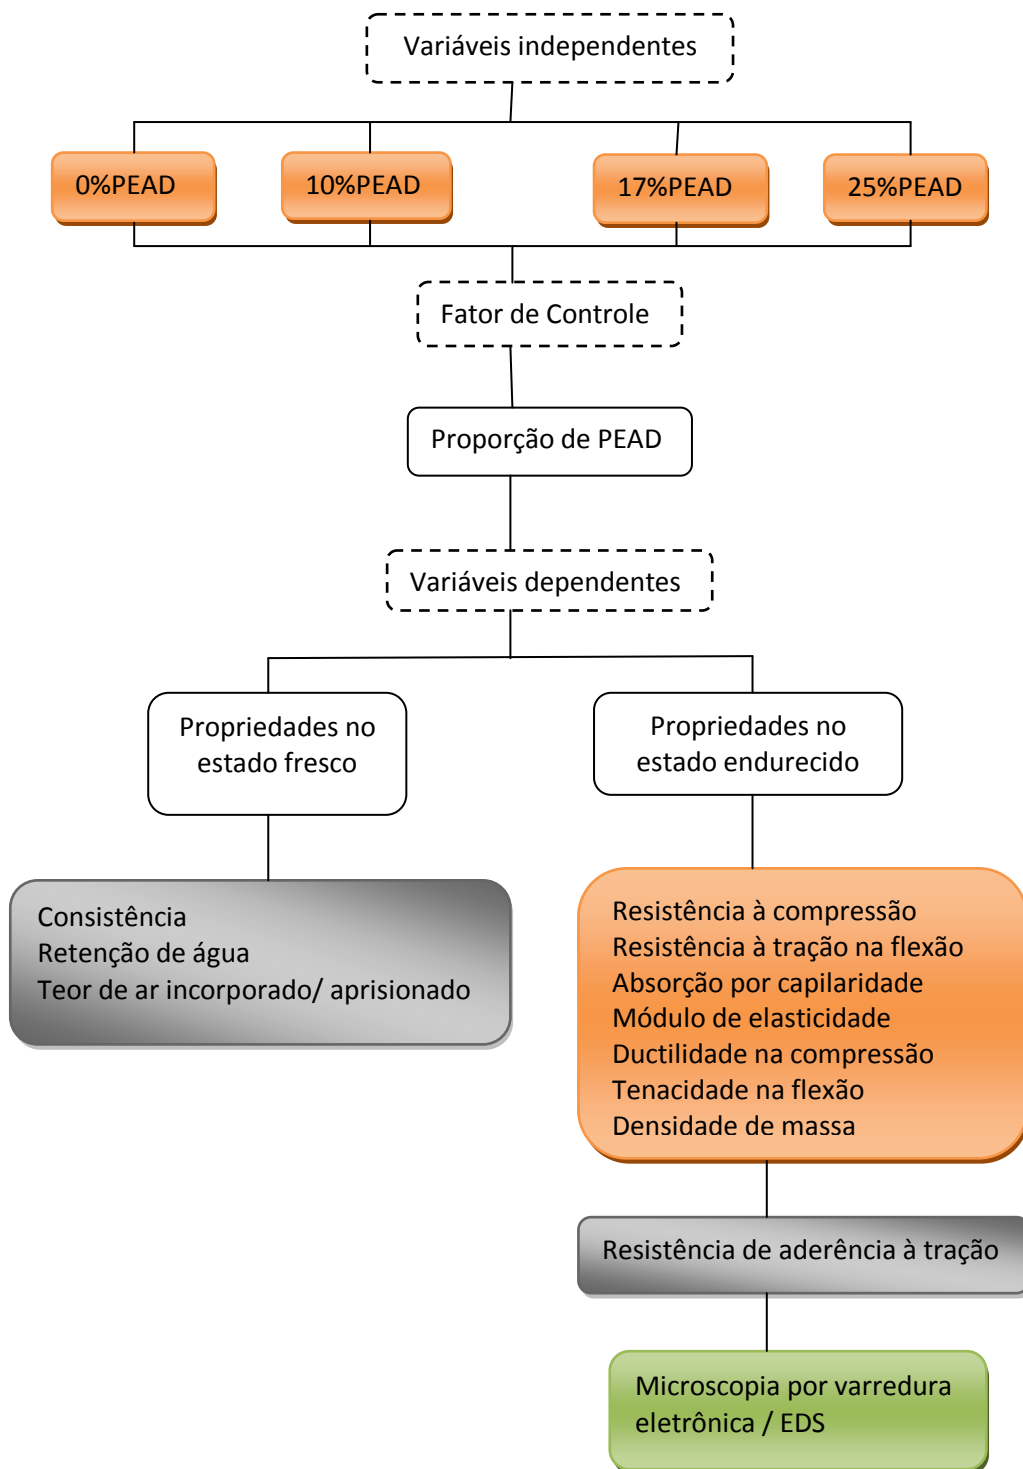 Variáveis independentes
0%PEAD
10%PEAD
17%PEAD
25%PEAD
Fator de Controle
Proporção de PEAD
Variáveis dependentes
Propriedades no
estado fresco
Propriedades no
estado endurecido
Consistência
Retenção de água
Teor de ar incorporado/ aprisionado
Resistência à compressão
Resistência à tração na flexão
Absorção por capilaridade
Módulo de elasticidade
Ductilidade na compressão
Tenacidade na flexão
Densidade de massa
Resistência de aderência à tração
Microscopia por varredura
eletrônica / EDS